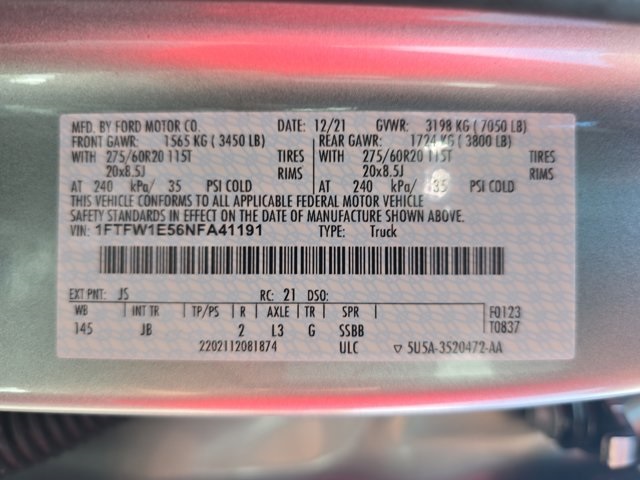 MFD. BY FORD MOTOR CO. DATE: 12/21 GVWR: 3198 KG ( 7050 LB)
FRONT GAWR: 1565 KG ( 3450 LB) REAR GAWR: 1724 KG ( 3800 LB)
WITH 275/60R20 115T TIRES WITH 275/60R20 115T TIRES
20x8.5J RIMS 20x8.5J RIMS
AT 240 kPa/ 35 PSI COLD AT 240 kPa/ 35 PSI COLD
THIS VEHICLE CONFORMS TO ALL APPLICABLE FEDERAL MOTOR VEHICLE
SAFETY STANDARDS IN EFFECT ON THE DATE OF MANUFACTURE SHOWN ABOVE.
VIN: 1FTFW1E56NFA41191 TYPE: Truck
EXT PNT: JS RC: 21 DSO:
WB INT TR TP/PS R AXLE TR SPR F0123
145 JB 2 L3 G SSBB T0837
2202112081874 ULC ▽ 5U5A-3520472-AA